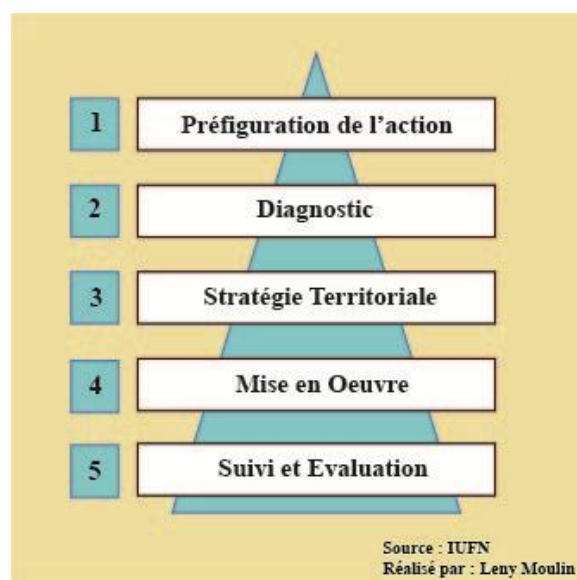 1 Préfiguration de l'action
2 Diagnostic
3 Stratégie Territoriale
4 Mise en Oeuvre
5 Suivi et Evaluation
Source : IUFN
Réalisé par : Leny Moulin